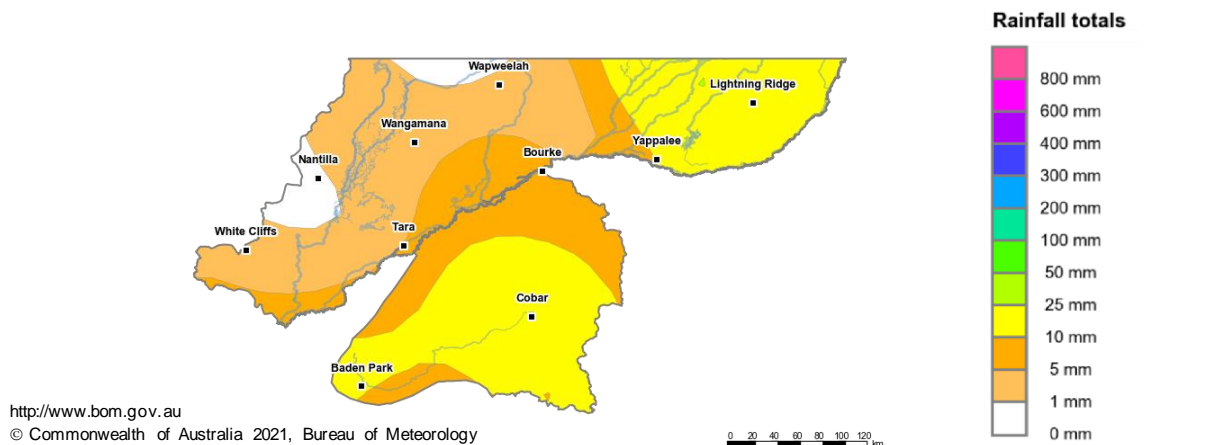 Rainfall totals
Wapweelah
Lightning Ridge
Wangamana
Yappalee
Bourke
Nantilla
Tara
White Cliffs
Cobar
Baden Park
800 mm
600 mm
400 mm
300 mm
200 mm
100 mm
50 mm
25 mm
10 mm
5 mm
1 mm
0 mm
http://www.bom.gov.au
© Commonwealth of Australia 2021, Bureau of Meteorology
0 20 40 60 80 100 120
km